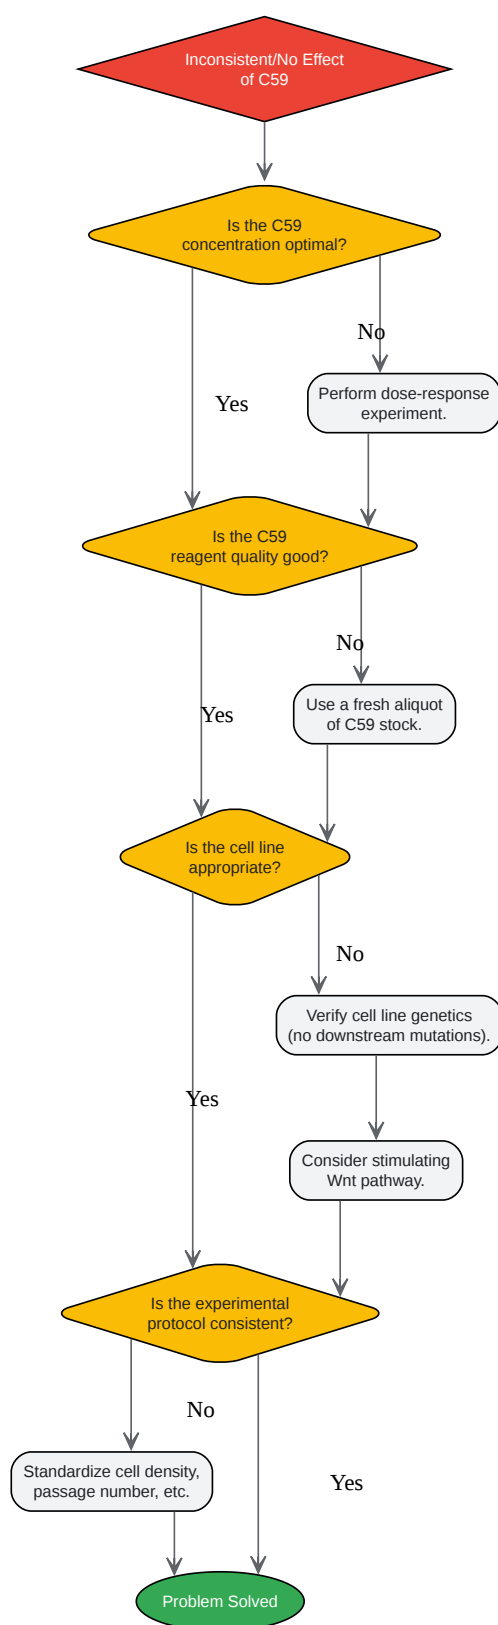 Inconsistent/No Effect
of C59
Is the C59
concentration optimal?
No
Perform dose-response
experiment.
Yes
Is the C59
reagent quality good?
No
Use a fresh aliquot
of C59 stock.
Yes
Is the cell line
appropriate?
No
Verify cell line genetics
(no downstream mutations).
Yes
Consider stimulating
Wnt pathway.
Is the experimental
protocol consistent?
No
Standardize cell density,
passage number, etc.
Yes
Problem Solved